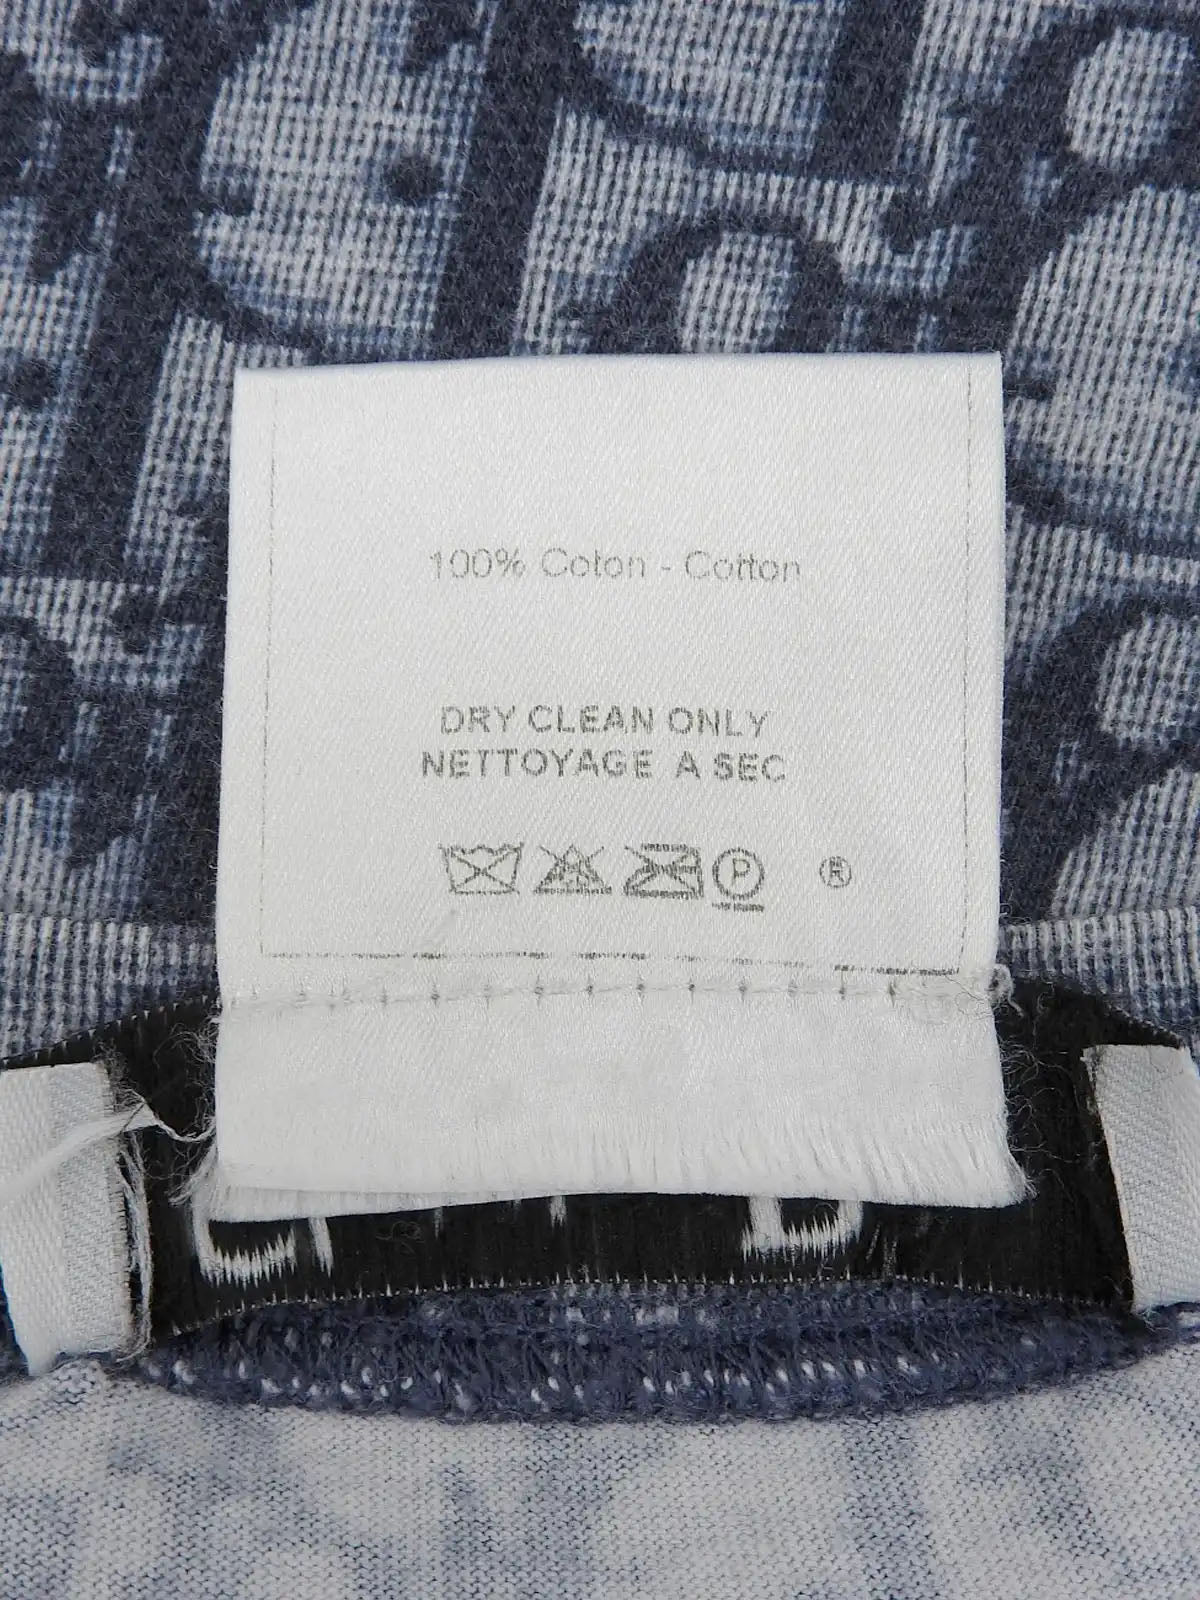 100% Coton - Cotton
DRY CLEAN ONLY
NETTOYAGE A SEC
P ®